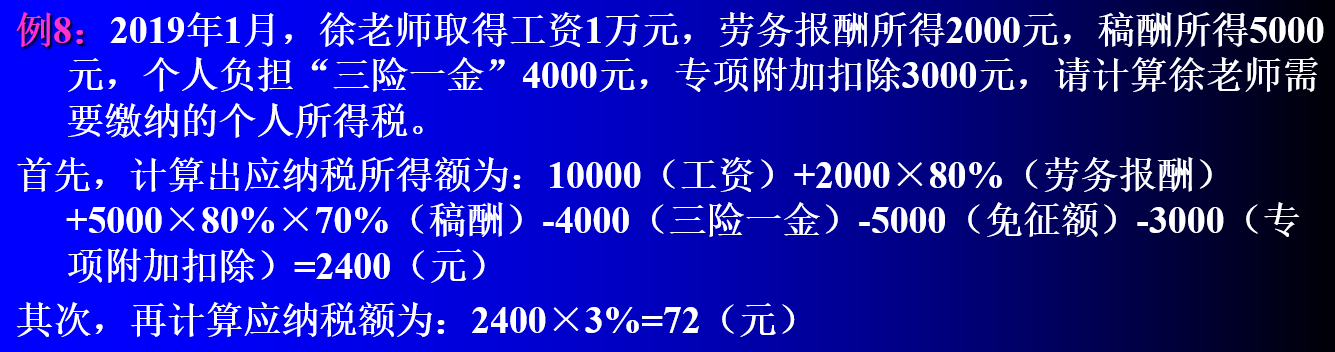 例8：2019年1月，徐老师取得工资1万元，劳务报酬所得2000元，稿酬所得5000
元，个人负担“三险一金”4000元，专项附加扣除3000元，请计算徐老师需
要缴纳的个人所得税。
首先，计算出应纳税所得额为：10000（工资）+2000×80%（劳务报酬）
+5000×80%×70%（稿酬）-4000（三险一金）-5000（免征额）-3000（专
项附加扣除）=2400（元）
其次，再计算应纳税额为：2400×3%=72（元）